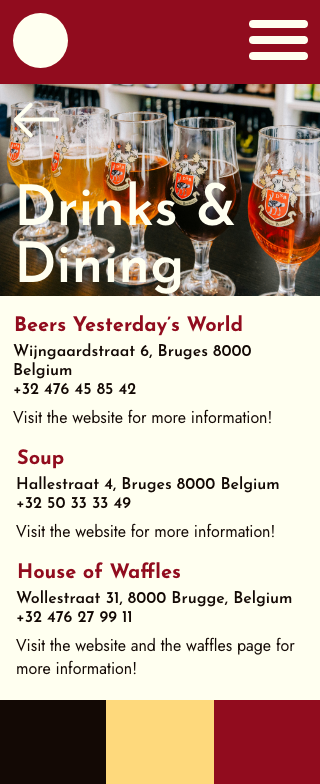 Drinks &
Dining
Beers Yesterday's World
Wijngaardstraat 6, Bruges 8000
Belgium
+32 476 45 85 42
Visit the website for more information!
Soup
Hallestraat 4, Bruges 8000 Belgium
+32 50 33 33 49
Visit the website for more information!
House of Waffles
Wollestraat 31, 8000 Brugge, Belgium
+32 476 27 99 11
Visit the website and the waffles page for
more information!